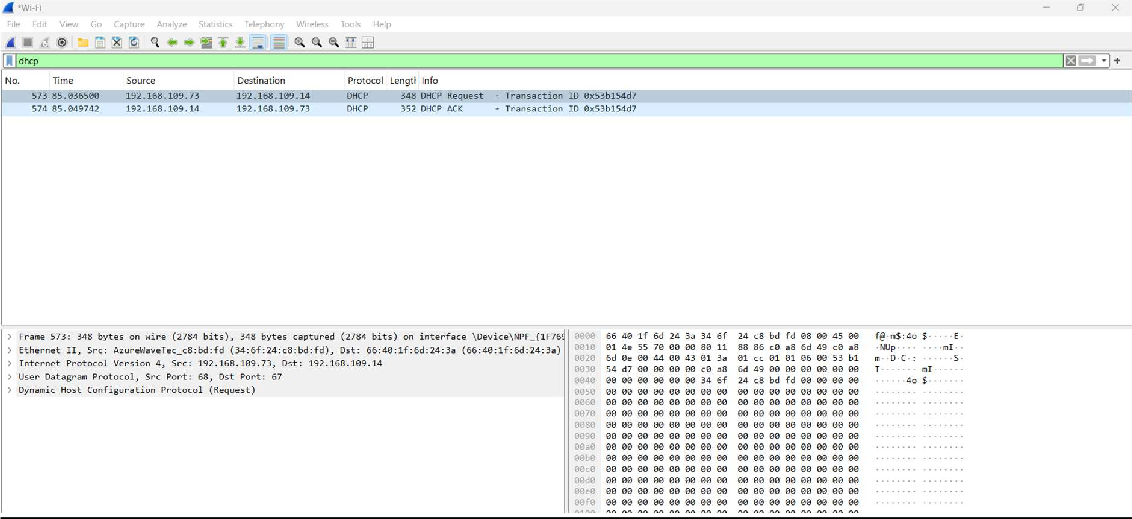 *Wi-Fi
File Edit View Go Capture Analyze Statistics Telephony Wireless Tools Help
dhcp
No. Time Source Destination Protocol Length Info
573 85.036500 192.168.109.73 192.168.109.14 DHCP 348 DHCP Request - Transaction ID 0x53b154d7
574 85.049742 192.168.109.14 192.168.109.73 DHCP 352 DHCP ACK - Transaction ID 0x53b154d7
> Frame 573: 348 bytes on wire (2784 bits), 348 bytes captured (2784 bits) on interface \Device\NPF_{1F769
> Ethernet II, Src: AzureWaveTec_c8:bd:fd (34:6f:24:c8:bd:fd), Dst: 66:40:1f:6d:24:3a (66:40:1f:6d:24:3a)
> Internet Protocol Version 4, Src: 192.168.109.73, Dst: 192.168.109.14
> User Datagram Protocol, Src Port: 68, Dst Port: 67
> Dynamic Host Configuration Protocol (Request)
0000 66 40 1f 6d 24 3a 34 6f 24 c8 bd fd 08 00 45 00 f@·m$:4o $·····E·
0010 01 4e 55 70 00 00 80 11 88 86 c0 a8 6d 49 c0 a8 ·NUp···· ····mI··
0020 6d 0e 00 44 00 43 01 3a 01 cc 01 01 06 00 53 b1 m··D·C·: ······S·
0030 54 d7 00 00 00 00 c0 a8 6d 49 00 00 00 00 00 00 T······· mI······
0040 00 00 00 00 00 00 34 6f 24 c8 bd fd 00 00 00 00 ······4o $·······
0050 00 00 00 00 00 00 00 00 00 00 00 00 00 00 00 00 ········ ········
0060 00 00 00 00 00 00 00 00 00 00 00 00 00 00 00 00 ········ ········
0070 00 00 00 00 00 00 00 00 00 00 00 00 00 00 00 00 ········ ········
0080 00 00 00 00 00 00 00 00 00 00 00 00 00 00 00 00 ········ ········
0090 00 00 00 00 00 00 00 00 00 00 00 00 00 00 00 00 ········ ········
00a0 00 00 00 00 00 00 00 00 00 00 00 00 00 00 00 00 ········ ········
00b0 00 00 00 00 00 00 00 00 00 00 00 00 00 00 00 00 ········ ········
00c0 00 00 00 00 00 00 00 00 00 00 00 00 00 00 00 00 ········ ········
00d0 00 00 00 00 00 00 00 00 00 00 00 00 00 00 00 00 ········ ········
00e0 00 00 00 00 00 00 00 00 00 00 00 00 00 00 00 00 ········ ········
00f0 00 00 00 00 00 00 00 00 00 00 00 00 00 00 00 00 ········ ········